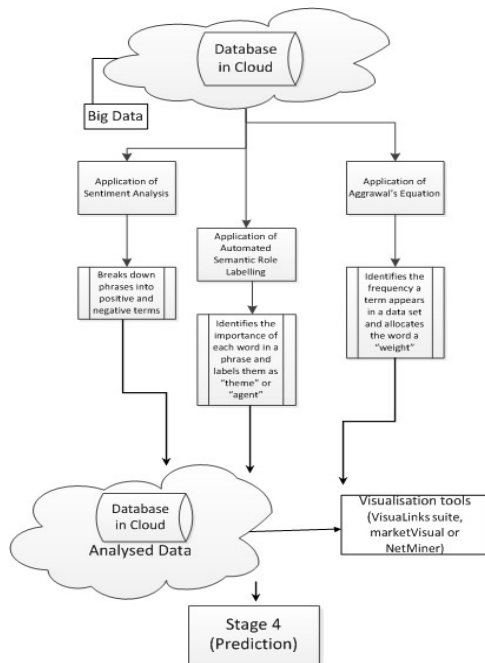 Database
in Cloud
Big Data
Application of
Sentiment Analysis
Application of
Automated
Semantic Role
Labelling
Application of
Aggrawal's Equation
Breaks down
phrases into
positive and
negative terms
Identifies the
importance of
each word in a
phrase and
labels them as
"theme" or
"agent"
Identifies the
frequency a
term appears
in a data set
and allocates
the word a
"weight"
Database
in Cloud
Analysed Data
Visualisation tools
(VisuaLinks suite,
marketVisual or
NetMiner)
Stage 4
(Prediction)